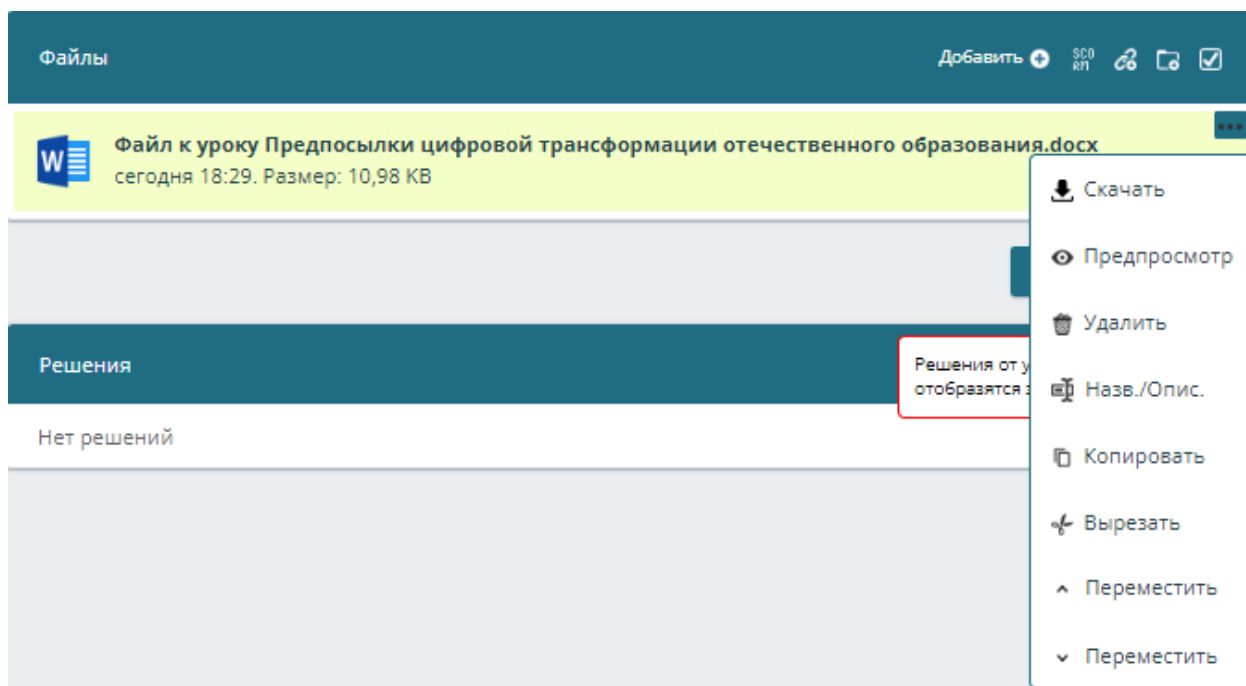 Файлы
Добавить
SCO
RM
Файл к уроку Предпосылки цифровой трансформации отечественного образования.docx
сегодня 18:29. Размер: 10,98 KB
Скачать
Предпросмотр
Удалить
Решения
Решения от у
отобразятся з
Назв./Опис.
Нет решений
Копировать
Вырезать
Переместить
Переместить